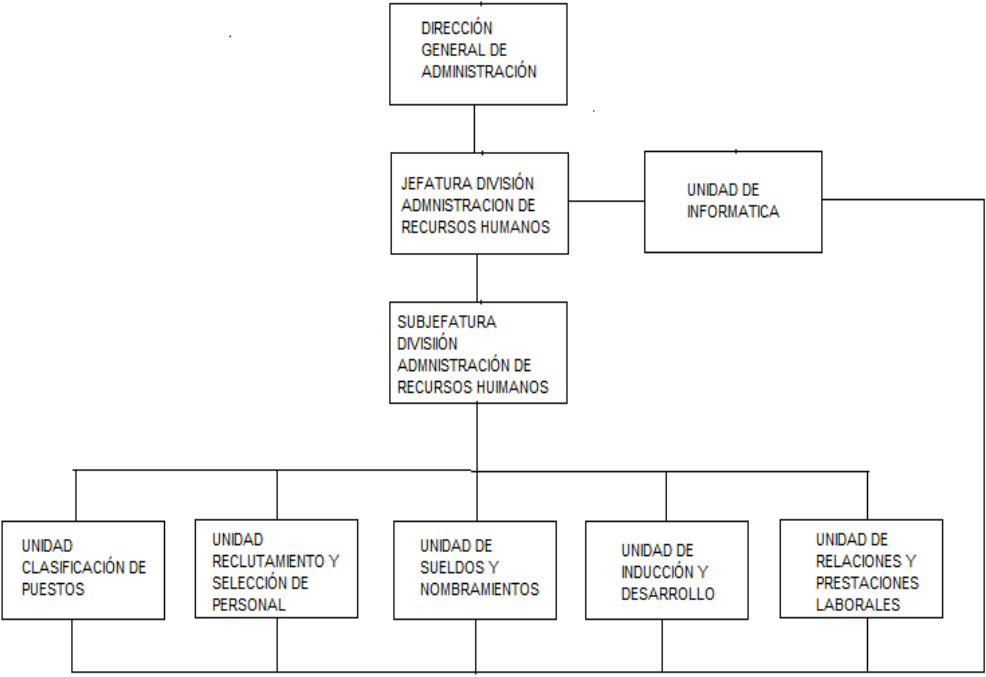 DIRECCIÓN
GENERAL DE
ADMINISTRACIÓN
JEFATURA DIVISIÓN
ADMNISTRACION DE
RECURSOS HUMANOS
UNIDAD DE
INFORMATICA
SUBJEFATURA
DIVISIIÓN
ADMNISTRACIÓN DE
RECURSOS HUIMANOS
UNIDAD
CLASIFICACIÓN DE
PUESTOS
UNIDAD
RECLUTAMIENTO Y
SELECCIÓN DE
PERSONAL
UNIDAD DE
SUELDOS Y
NOMBRAMIENTOS
UNIDAD DE
INDUCCIÓN Y
DESARROLLO
UNIDAD DE
RELACIONES Y
PRESTACIONES
LABORALES